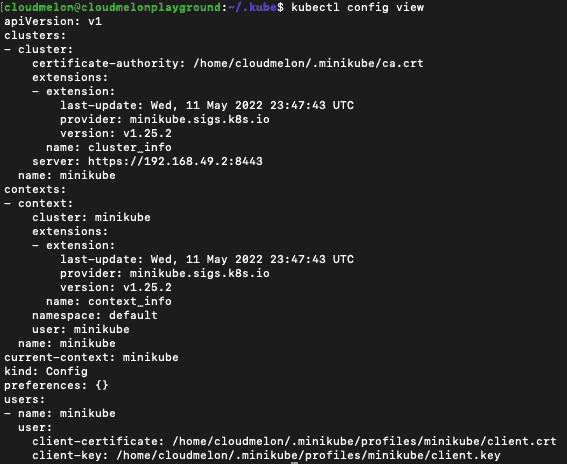 [cloudmelon@cloudmelonplayground:~/.kube$ kubectl config view
apiVersion: v1
clusters:
- cluster:
    certificate-authority: /home/cloudmelon/.minikube/ca.crt
    extensions:
    - extension:
        last-update: Wed, 11 May 2022 23:47:43 UTC
        provider: minikube.sigs.k8s.io
        version: v1.25.2
      name: cluster_info
    server: https://192.168.49.2:8443
  name: minikube
contexts:
- context:
    cluster: minikube
    extensions:
    - extension:
        last-update: Wed, 11 May 2022 23:47:43 UTC
        provider: minikube.sigs.k8s.io
        version: v1.25.2
      name: context_info
    namespace: default
    user: minikube
  name: minikube
current-context: minikube
kind: Config
preferences: {}
users:
- name: minikube
  user:
    client-certificate: /home/cloudmelon/.minikube/profiles/minikube/client.crt
    client-key: /home/cloudmelon/.minikube/profiles/minikube/client.key